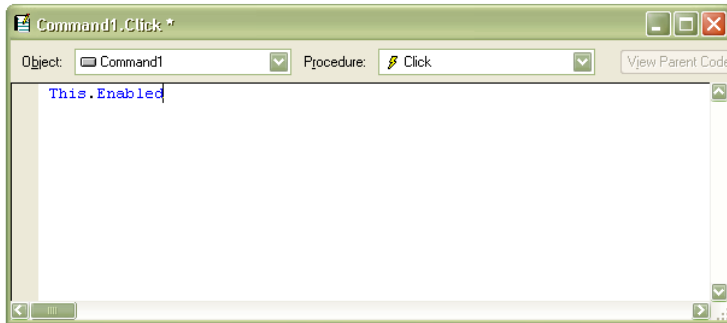 Command1.Click *
Object: Command1 Procedure: Click View Parent Code
This.Enabled